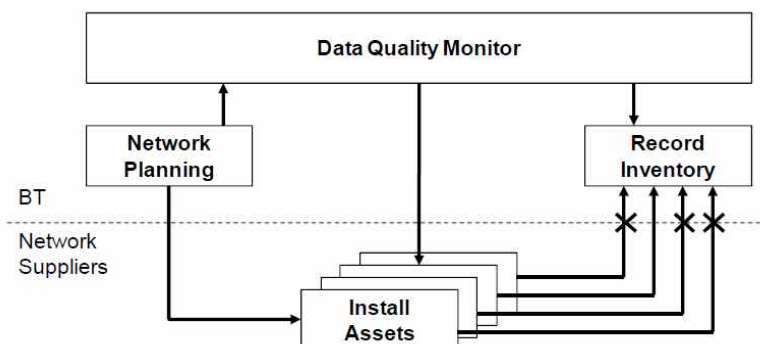 Data Quality Monitor
Network
Planning
Record
Inventory
BT
Network
Suppliers
Install
Assets